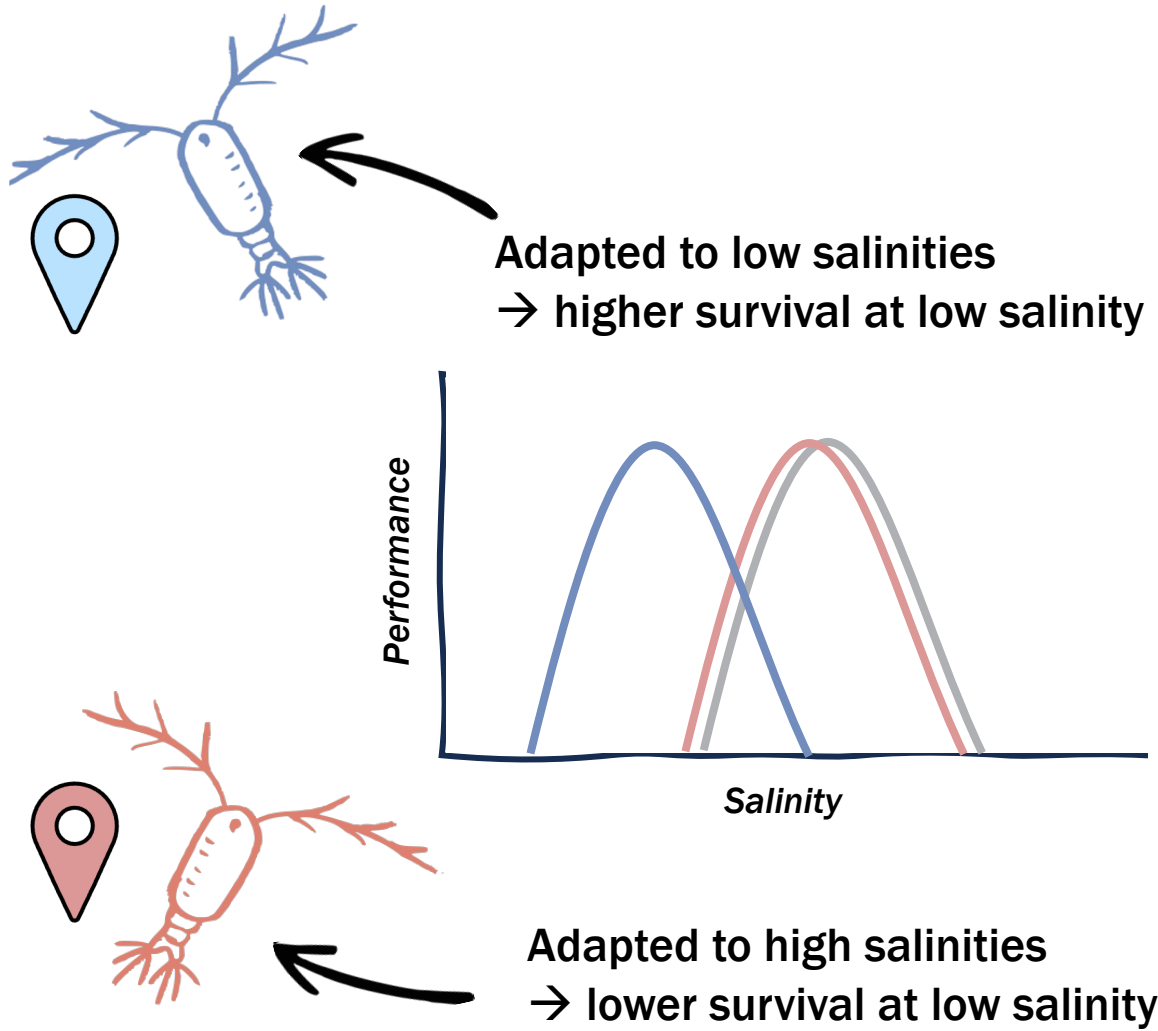 Adapted to low salinities
→ higher survival at low salinity
Performance
Salinity
Adapted to high salinities
→ lower survival at low salinity